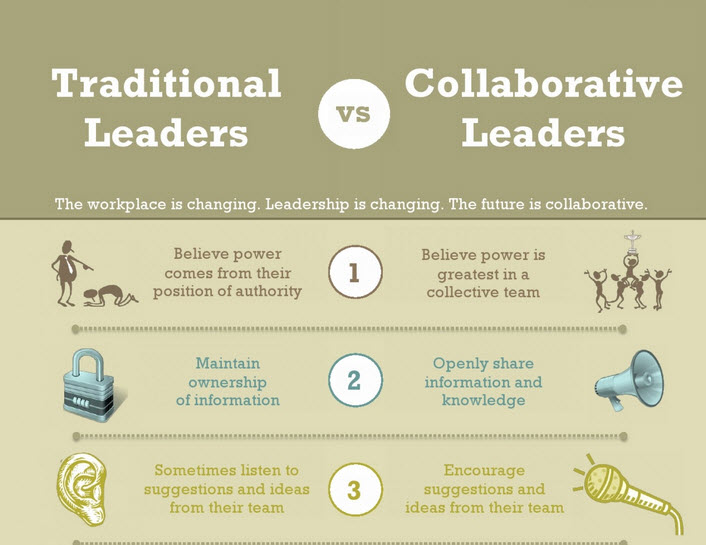 Traditional
Leaders
vs
Collaborative
Leaders
The workplace is changing. Leadership is changing. The future is collaborative.
Believe power
comes from their
position of authority
1
Believe power is
greatest in a
collective team
Maintain
ownership
of information
2
Openly share
information and
knowledge
Sometimes listen to
suggestions and ideas
from their team
3
Encourage
suggestions and
ideas from their team